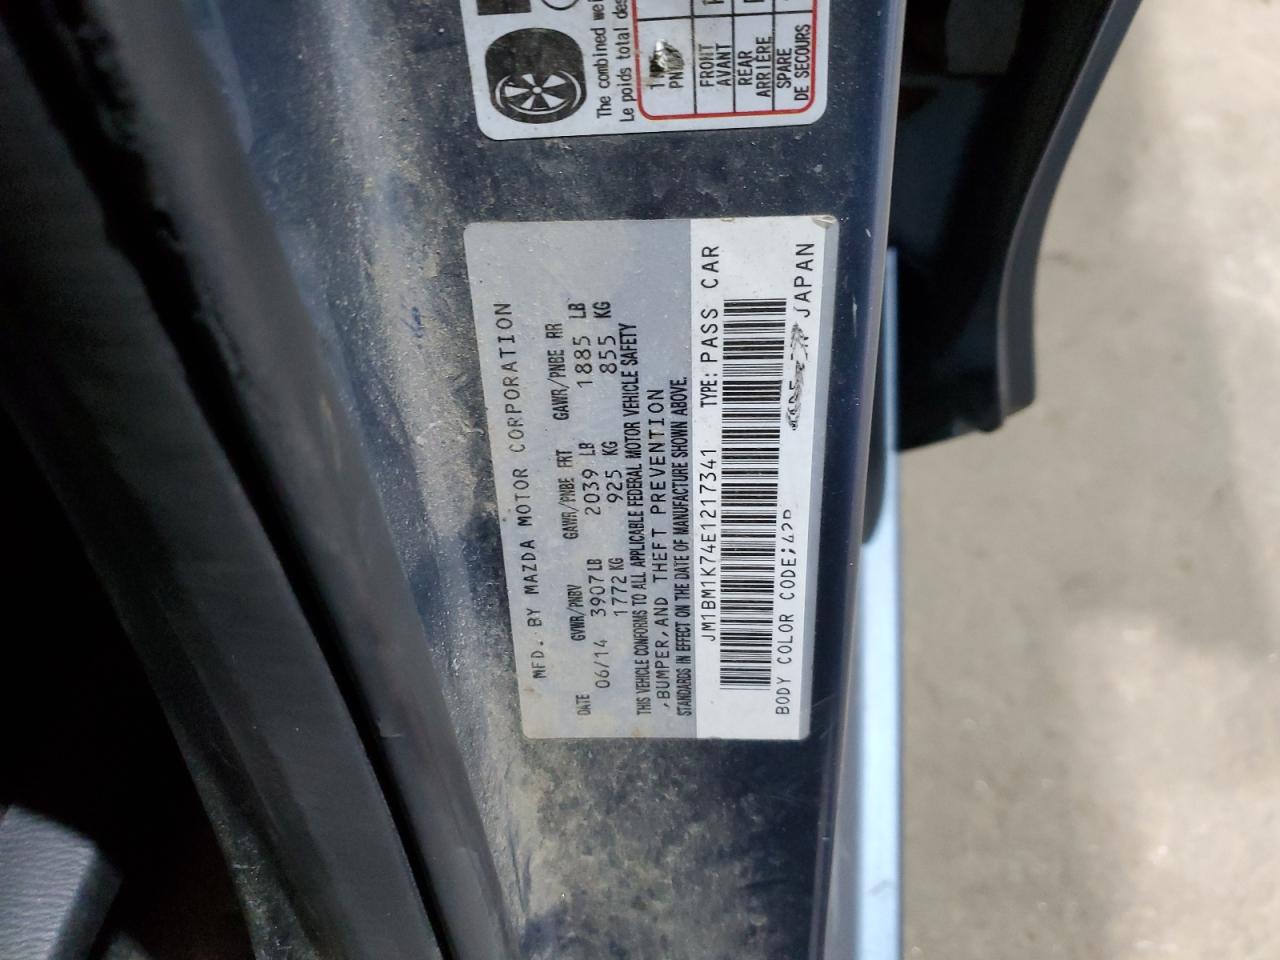 The combined wei
Le poids total des
FRONT
AVANT
REAR
ARRIÈRE
SPARE
DE SECOURS
MFD. BY MAZDA MOTOR CORPORATION
DATE GVWR/PNBV GAWR/PNBE FRT GAWR/PNBE RR
06/14 3907 LB 2039 LB 1885 LB
1772 KG 925 KG 855 KG
THIS VEHICLE CONFORMS TO ALL APPLICABLE FEDERAL MOTOR VEHICLE SAFETY
,BUMPER,AND THEFT PREVENTION
STANDARDS IN EFFECT ON THE DATE OF MANUFACTURE SHOWN ABOVE.
JM1BM1K74E1217341 TYPE: PASS CAR
BODY COLOR CODE; JAPAN